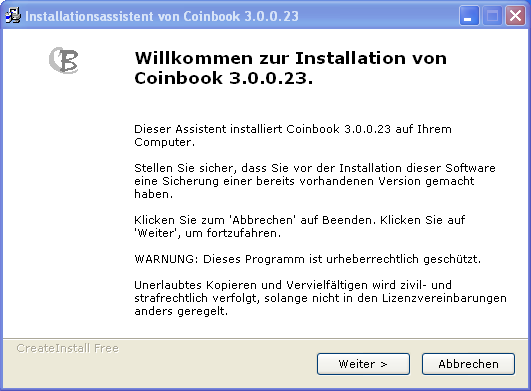 Installationsassistent von Coinbook 3.0.0.23
CB
Willkommen zur Installation von
Coinbook 3.0.0.23.
Dieser Assistent installiert Coinbook 3.0.0.23 auf Ihrem
Computer.
Stellen Sie sicher, dass Sie vor der Installation dieser Software
eine Sicherung einer bereits vorhandenen Version gemacht
haben.
Klicken Sie zum 'Abbrechen' auf Beenden. Klicken Sie auf
'Weiter', um fortzufahren.
WARNUNG: Dieses Programm ist urheberrechtlich geschützt.
Unerlaubtes Kopieren und Vervielfältigen wird zivil- und
strafrechtlich verfolgt, solange nicht in den Lizenzvereinbarungen
anders geregelt.
CreateInstall Free
Weiter >
Abbrechen